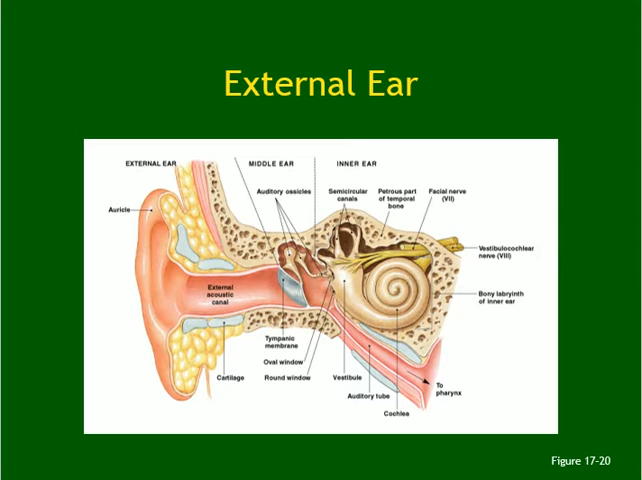 External Ear
EXTERNAL EAR
MIDDLE EAR
INNER EAR
Auditory ossicles
Semicircular
canals
Petrous part
of temporal
bone
Facial nerve
(VII)
Auricle
Vestibulocochlear
nerve (VIII)
External
acoustic
canal
Bony labyrinth
of inner ear
Tympanic
membrane
Oval window
Cartilage
Round window
Vestibule
To
pharynx
Auditory tube
Cochlea
Figure 17-20